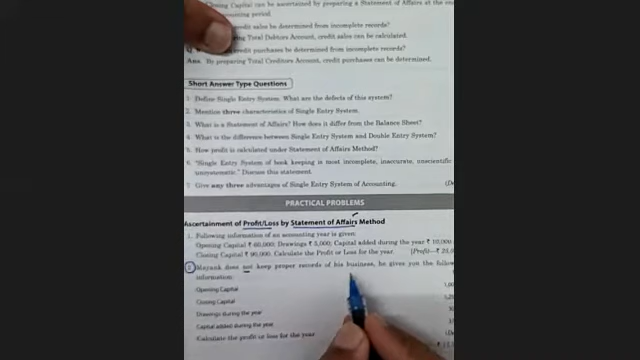 Closing Capital can be ascertained by preparing a Statement of Affairs at the
accounting period.
profit sales be determined from incomplete records?
Total Debtors Account, credit sales can be calculated.
credit purchases be determined from incomplete records?
Ans. By preparing Total Creditors Account, credit purchases can be determined.
Short Answer Type Questions
1. Define Single Entry System. What are the defects of this system?
2. Mention three characteristics of Single Entry System.
3. What is a Statement of Affairs? How does it differ from the Balance Sheet?
4. What is the difference between Single Entry System and Double Entry System?
5. How profit is calculated under Statement of Affairs Method?
6. "Single Entry System of book keeping is most incomplete, inaccurate, unscientific
unsystematic." Discuss this statement.
7. Give any three advantages of Single Entry System of Accounting.
PRACTICAL PROBLEMS
Ascertainment of Profit/Loss by Statement of Affairs Method
1. Following information of an accounting year is given:
Opening Capital ₹ 60,000; Drawings ₹ 5,000; Capital added during the year ₹ 10,000
Closing Capital ₹ 90,000. Calculate the Profit or Loss for the year. [Profit—₹
2. Mayank does not keep proper records of his business, he gives you the
information:
Opening Capital
Closing Capital
Drawings during the year
Capital added during the year
Calculate the profit or loss for the year